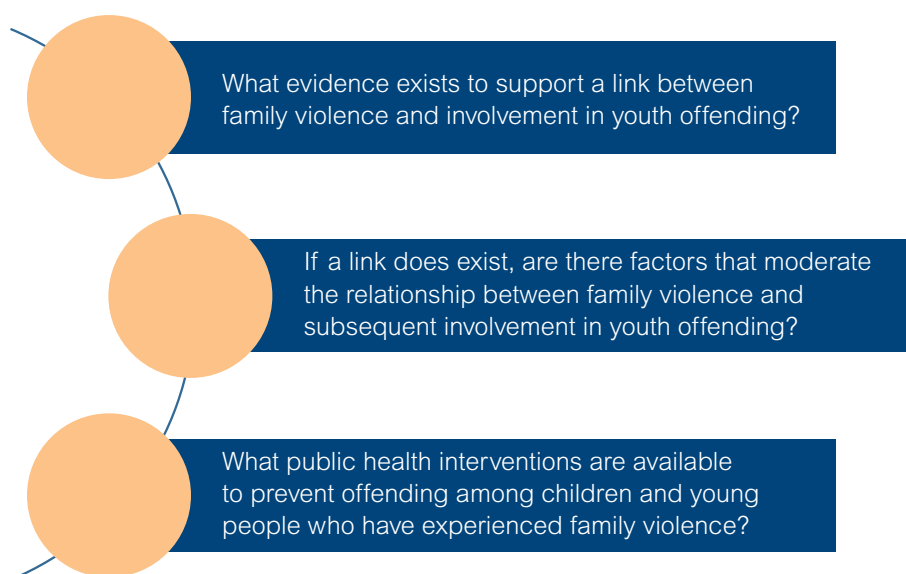 What evidence exists to support a link between
family violence and involvement in youth offending?
If a link does exist, are there factors that moderate
the relationship between family violence and
subsequent involvement in youth offending?
What public health interventions are available
to prevent offending among children and young
people who have experienced family violence?